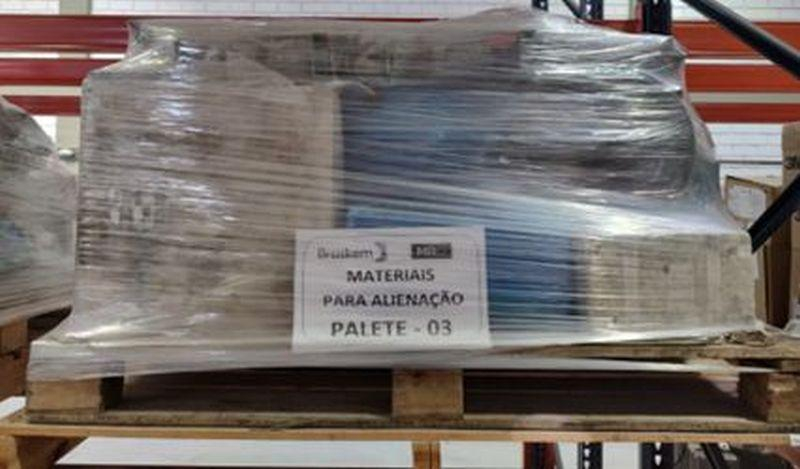 Braskem
MATERIAIS
PARA ALIENAÇÃO
PALETE - 03